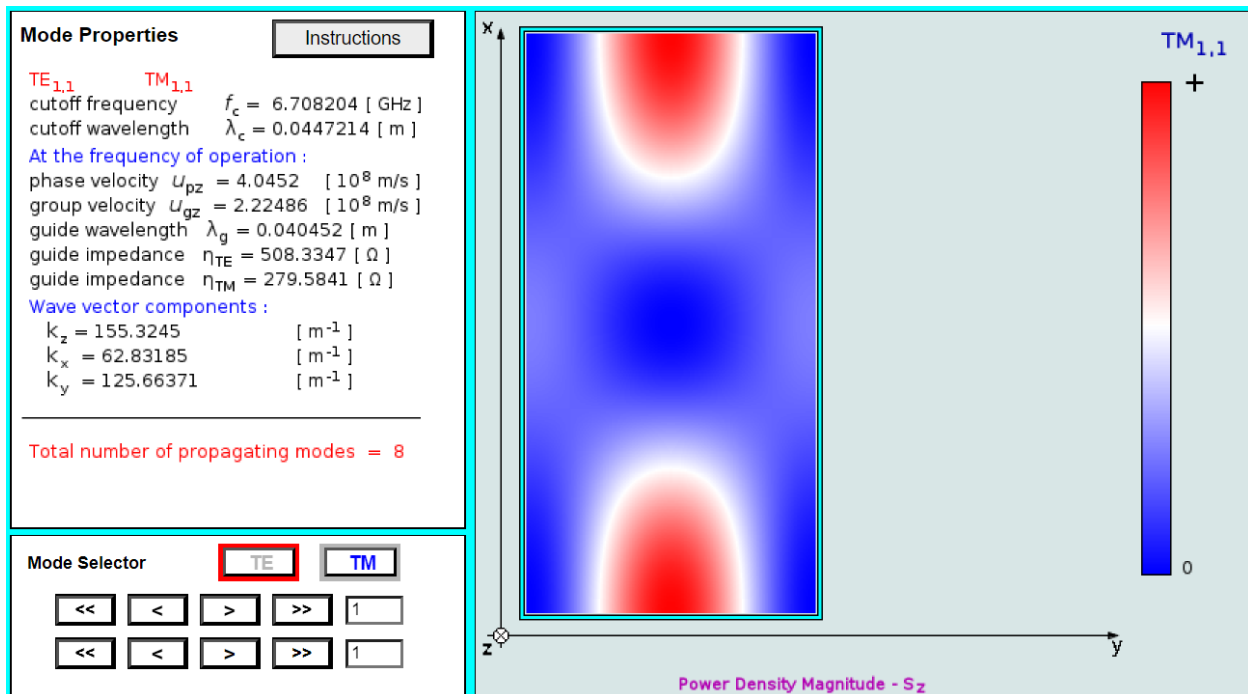 Mode Properties
Instructions
TE1,1 TM1,1
cutoff frequency fc = 6.708204 [ GHz ]
cutoff wavelength λc = 0.0447214 [ m ]
At the frequency of operation :
phase velocity upz = 4.0452 [ 10^8 m/s ]
group velocity ugz = 2.22486 [ 10^8 m/s ]
guide wavelength λg = 0.040452 [ m ]
guide impedance ηTE = 508.3347 [ Ω ]
guide impedance ηTM = 279.5841 [ Ω ]
Wave vector components :
kz = 155.3245 [ m^-1 ]
kx = 62.83185 [ m^-1 ]
ky = 125.66371 [ m^-1 ]
Total number of propagating modes = 8
Mode Selector TE TM
<< < > >> 1
<< < > >> 1
x
z
y
TM1,1
+
0
Power Density Magnitude - Sz